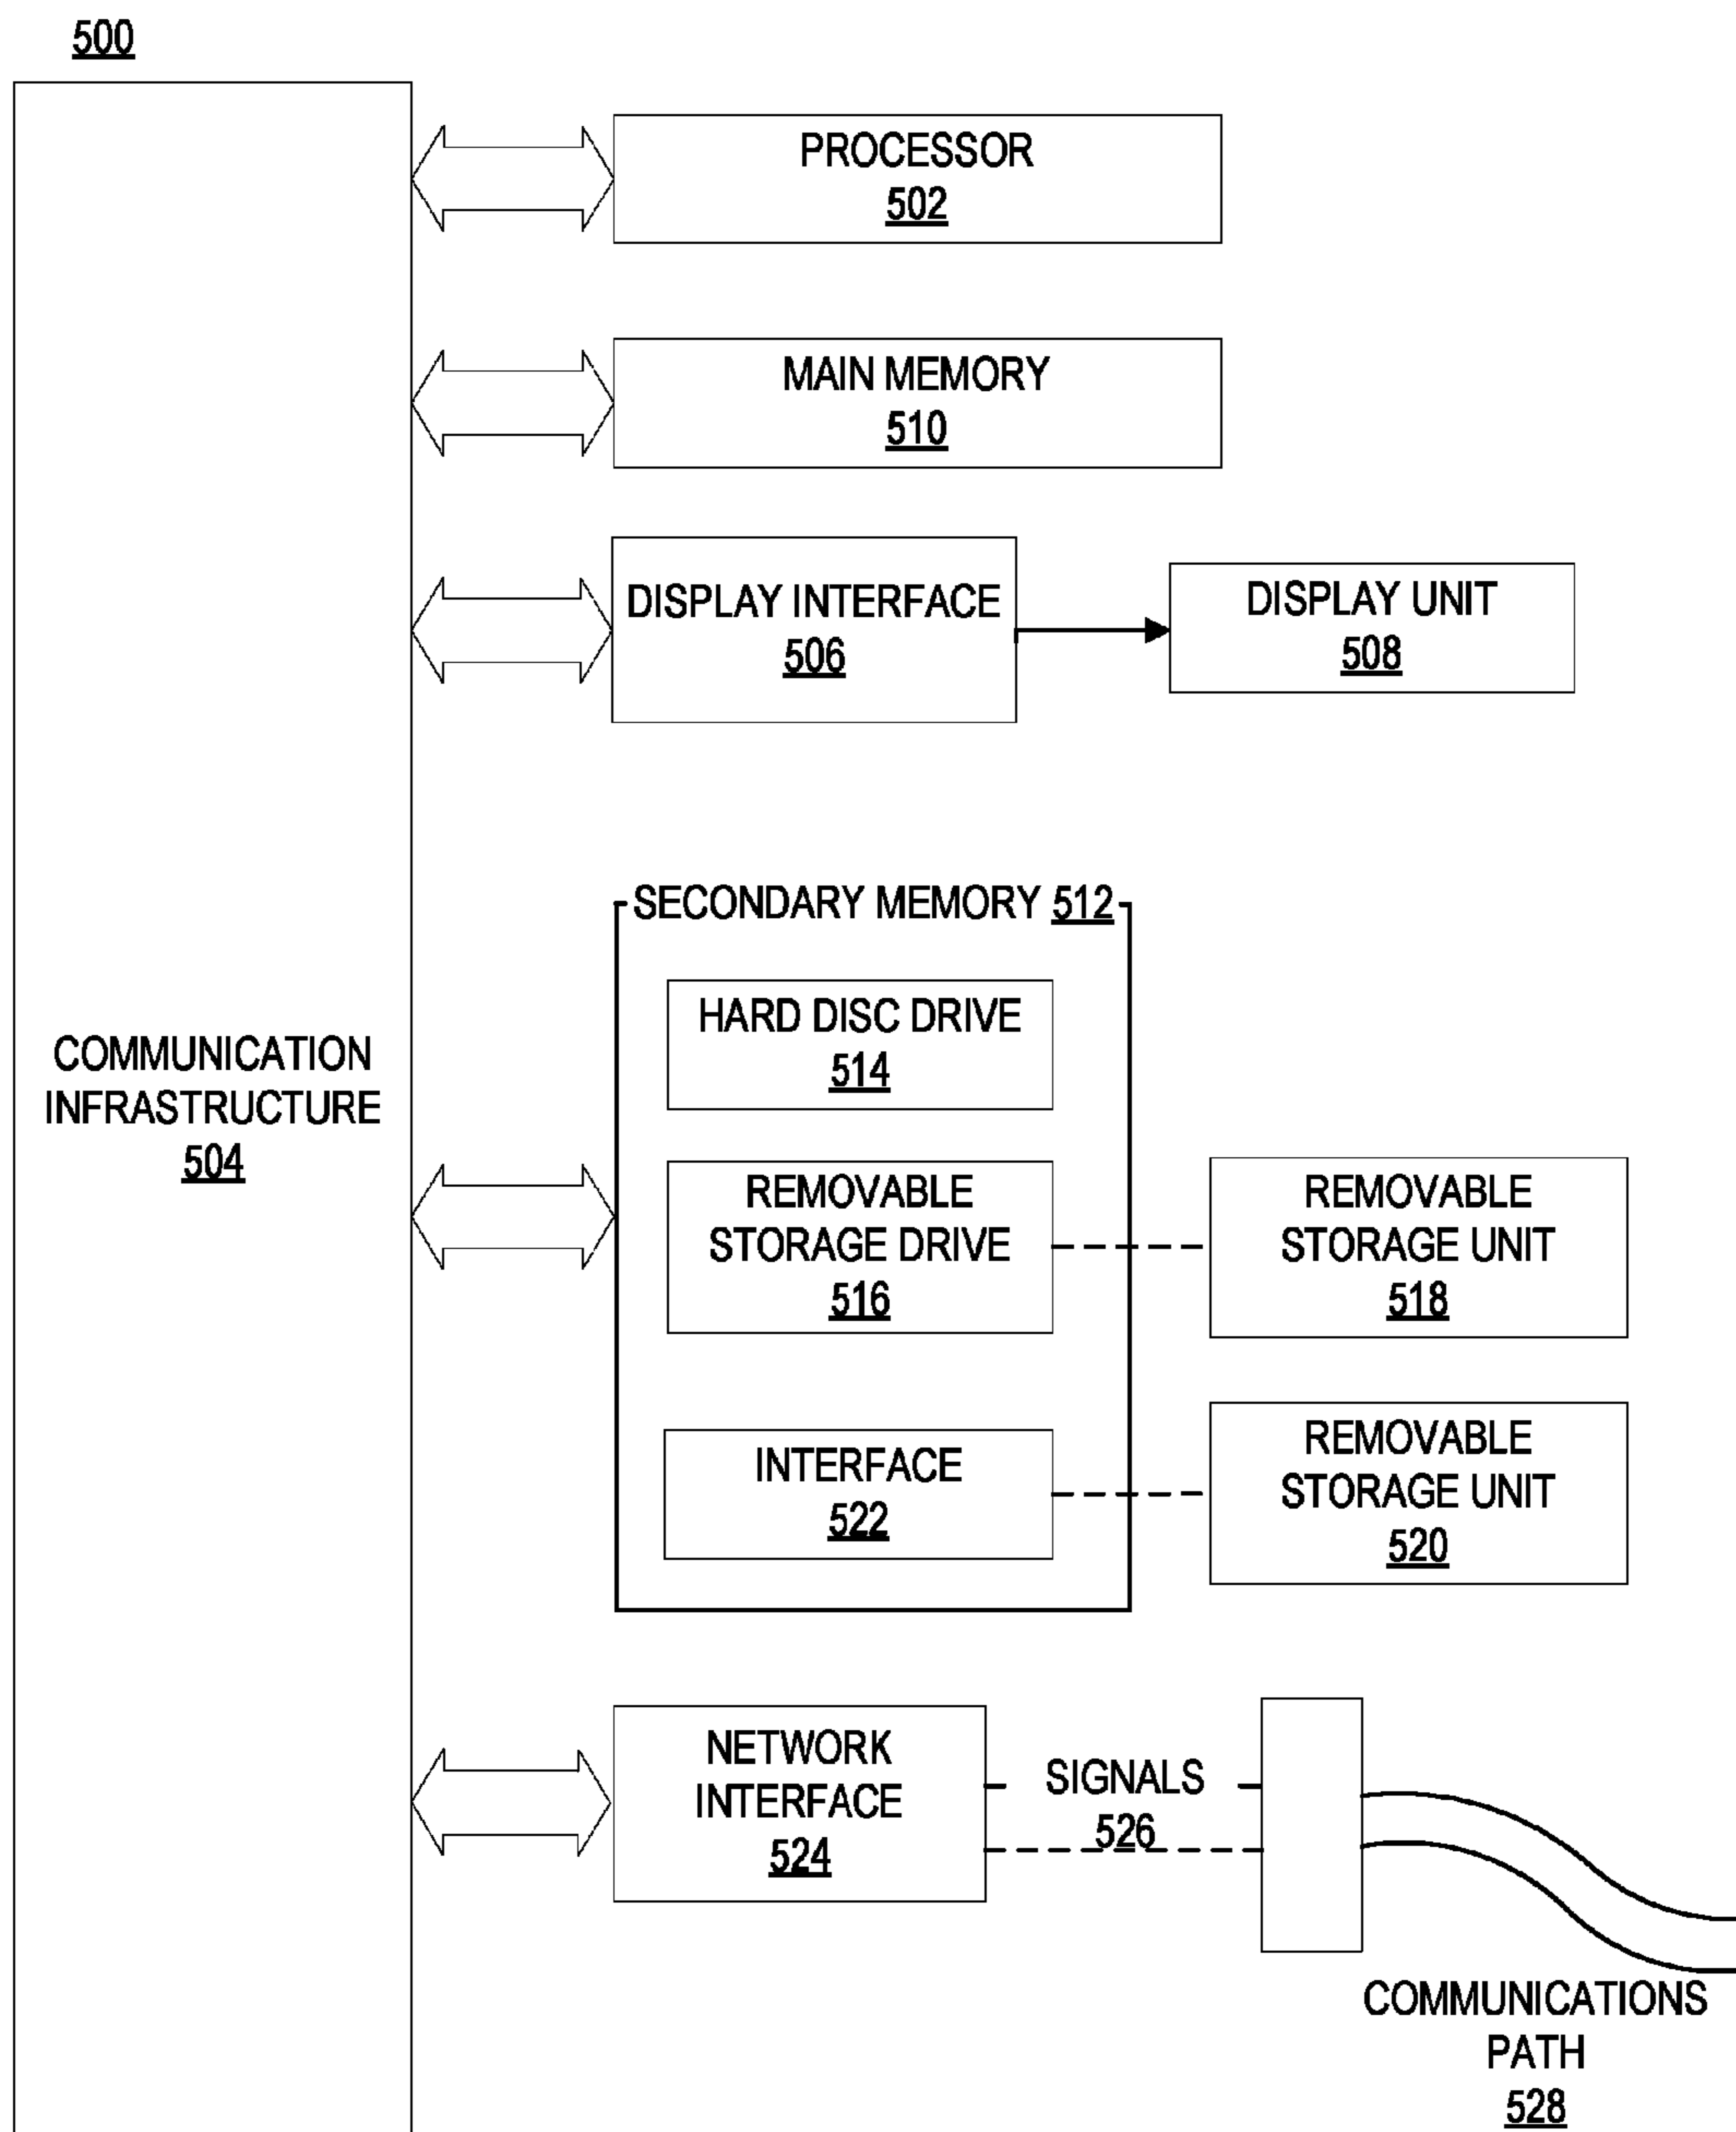 500
PROCESSOR
502
MAIN MEMORY
510
DISPLAY INTERFACE
506
DISPLAY UNIT
508
SECONDARY MEMORY 512
HARD DISC DRIVE
514
COMMUNICATION
INFRASTRUCTURE
504
REMOVABLE
STORAGE DRIVE
516
REMOVABLE
STORAGE UNIT
518
INTERFACE
522
REMOVABLE
STORAGE UNIT
520
NETWORK
INTERFACE
524
SIGNALS
526
COMMUNICATIONS
PATH
528